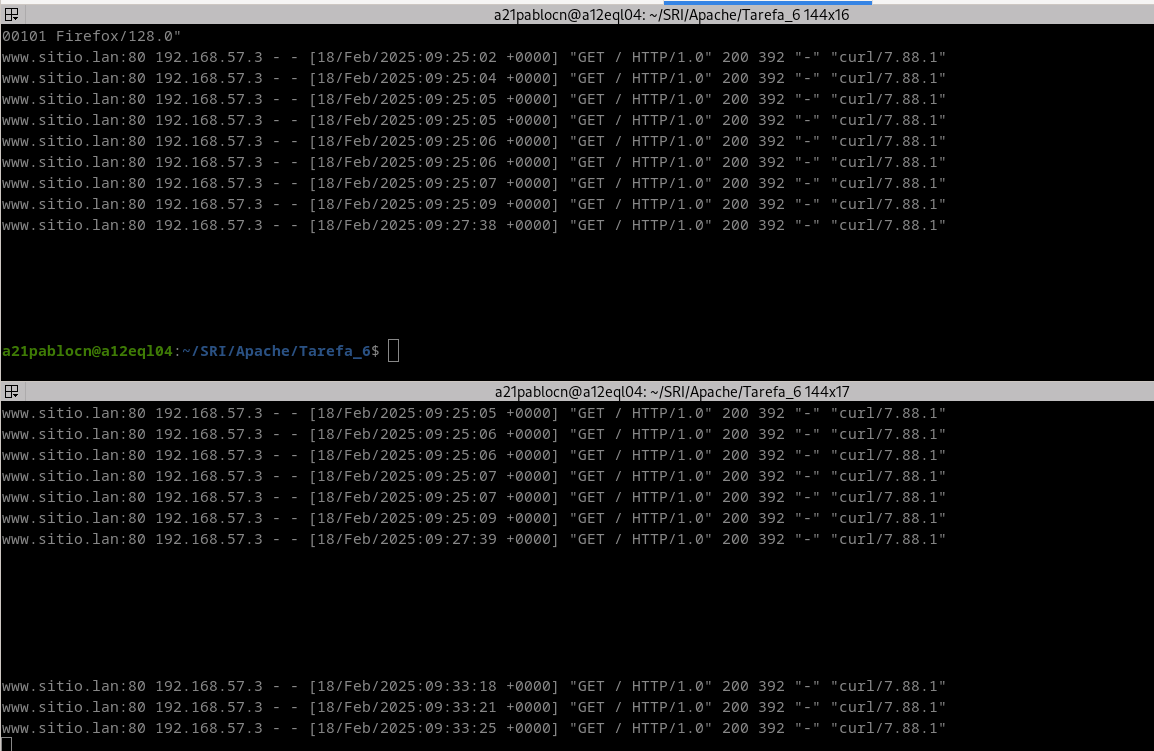 a21pablocn@a12eql04: ~/SRI/Apache/Tarefa_6 144x16
00101 Firefox/128.0"
www.sitio.lan:80 192.168.57.3 - - [18/Feb/2025:09:25:02 +0000] "GET / HTTP/1.0" 200 392 "-" "curl/7.88.1"
www.sitio.lan:80 192.168.57.3 - - [18/Feb/2025:09:25:04 +0000] "GET / HTTP/1.0" 200 392 "-" "curl/7.88.1"
www.sitio.lan:80 192.168.57.3 - - [18/Feb/2025:09:25:05 +0000] "GET / HTTP/1.0" 200 392 "-" "curl/7.88.1"
www.sitio.lan:80 192.168.57.3 - - [18/Feb/2025:09:25:05 +0000] "GET / HTTP/1.0" 200 392 "-" "curl/7.88.1"
www.sitio.lan:80 192.168.57.3 - - [18/Feb/2025:09:25:06 +0000] "GET / HTTP/1.0" 200 392 "-" "curl/7.88.1"
www.sitio.lan:80 192.168.57.3 - - [18/Feb/2025:09:25:06 +0000] "GET / HTTP/1.0" 200 392 "-" "curl/7.88.1"
www.sitio.lan:80 192.168.57.3 - - [18/Feb/2025:09:25:07 +0000] "GET / HTTP/1.0" 200 392 "-" "curl/7.88.1"
www.sitio.lan:80 192.168.57.3 - - [18/Feb/2025:09:25:09 +0000] "GET / HTTP/1.0" 200 392 "-" "curl/7.88.1"
www.sitio.lan:80 192.168.57.3 - - [18/Feb/2025:09:27:38 +0000] "GET / HTTP/1.0" 200 392 "-" "curl/7.88.1"
a21pablocn@a12eql04:~/SRI/Apache/Tarefa_6$
a21pablocn@a12eql04: ~/SRI/Apache/Tarefa_6 144x17
www.sitio.lan:80 192.168.57.3 - - [18/Feb/2025:09:25:05 +0000] "GET / HTTP/1.0" 200 392 "-" "curl/7.88.1"
www.sitio.lan:80 192.168.57.3 - - [18/Feb/2025:09:25:06 +0000] "GET / HTTP/1.0" 200 392 "-" "curl/7.88.1"
www.sitio.lan:80 192.168.57.3 - - [18/Feb/2025:09:25:06 +0000] "GET / HTTP/1.0" 200 392 "-" "curl/7.88.1"
www.sitio.lan:80 192.168.57.3 - - [18/Feb/2025:09:25:07 +0000] "GET / HTTP/1.0" 200 392 "-" "curl/7.88.1"
www.sitio.lan:80 192.168.57.3 - - [18/Feb/2025:09:25:07 +0000] "GET / HTTP/1.0" 200 392 "-" "curl/7.88.1"
www.sitio.lan:80 192.168.57.3 - - [18/Feb/2025:09:25:09 +0000] "GET / HTTP/1.0" 200 392 "-" "curl/7.88.1"
www.sitio.lan:80 192.168.57.3 - - [18/Feb/2025:09:27:39 +0000] "GET / HTTP/1.0" 200 392 "-" "curl/7.88.1"
www.sitio.lan:80 192.168.57.3 - - [18/Feb/2025:09:33:18 +0000] "GET / HTTP/1.0" 200 392 "-" "curl/7.88.1"
www.sitio.lan:80 192.168.57.3 - - [18/Feb/2025:09:33:21 +0000] "GET / HTTP/1.0" 200 392 "-" "curl/7.88.1"
www.sitio.lan:80 192.168.57.3 - - [18/Feb/2025:09:33:25 +0000] "GET / HTTP/1.0" 200 392 "-" "curl/7.88.1"